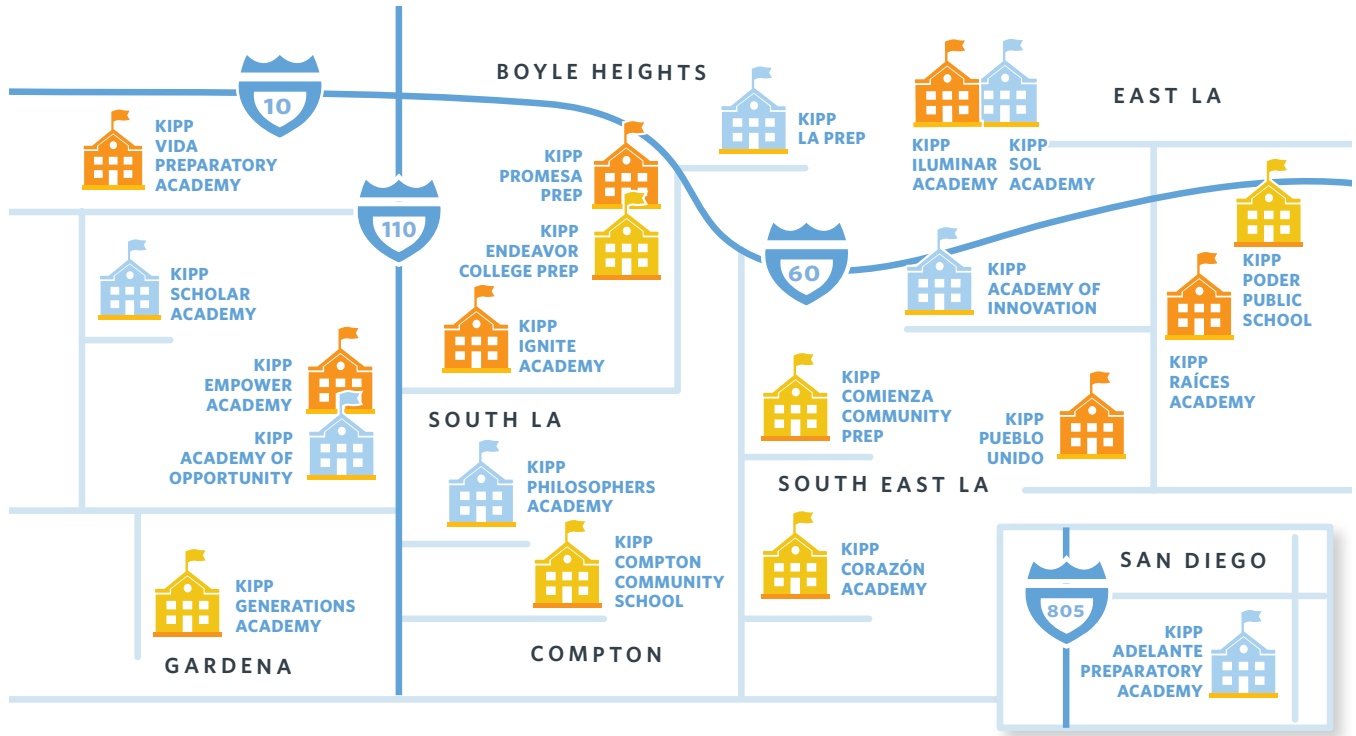 BOYLE HEIGHTS
EAST LA
10
KIPP
VIDA
PREPARATORY
ACADEMY
KIPP
LA PREP
KIPP
ILUMINAR
ACADEMY
KIPP
SOL
ACADEMY
KIPP
PROMESA
PREP
110
KIPP
ENDEAVOR
COLLEGE PREP
60
KIPP
SCHOLAR
ACADEMY
KIPP
ACADEMY OF
INNOVATION
KIPP
PODER
PUBLIC
SCHOOL
KIPP
IGNITE
ACADEMY
KIPP
EMPOWER
ACADEMY
KIPP
RAÍCES
ACADEMY
KIPP
COMIENZA
COMMUNITY
PREP
KIPP
PUEBLO
UNIDO
SOUTH LA
KIPP
ACADEMY OF
OPPORTUNITY
KIPP
PHILOSOPHERS
ACADEMY
SOUTH EAST LA
KIPP
COMPTON
COMMUNITY
SCHOOL
KIPP
CORAZÓN
ACADEMY
KIPP
GENERATIONS
ACADEMY
GARDENA
COMPTON
SAN DIEGO
805
KIPP
ADELANTE
PREPARATORY
ACADEMY